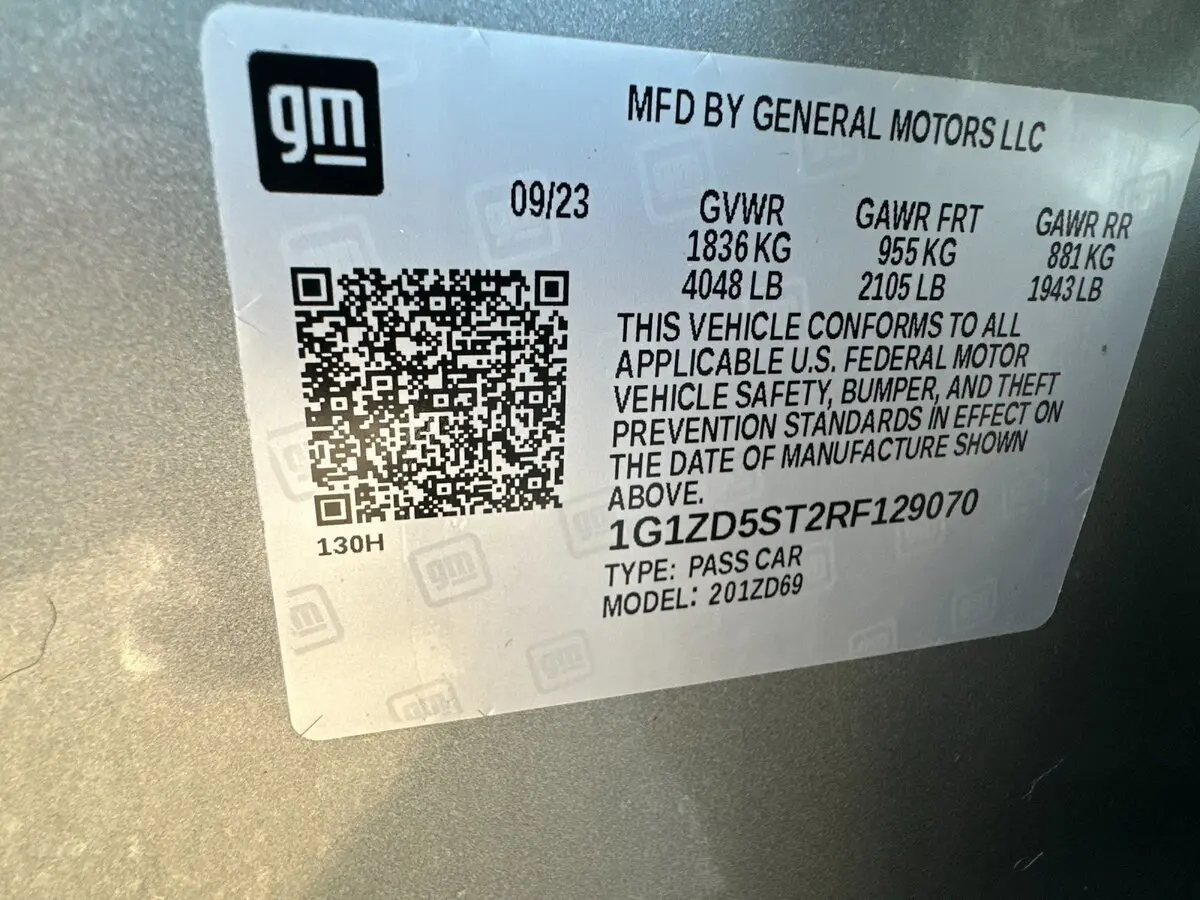 gm
MFD BY GENERAL MOTORS LLC
09/23
GVWR GAWR FRT GAWR RR
1836 KG 955 KG 881 KG
4048 LB 2105 LB 1943 LB
THIS VEHICLE CONFORMS TO ALL
APPLICABLE U.S. FEDERAL MOTOR
VEHICLE SAFETY, BUMPER, AND THEFT
PREVENTION STANDARDS IN EFFECT ON
THE DATE OF MANUFACTURE SHOWN
ABOVE.
1G1ZD5ST2RF129070
TYPE: PASS CAR
MODEL: 201ZD69
130H